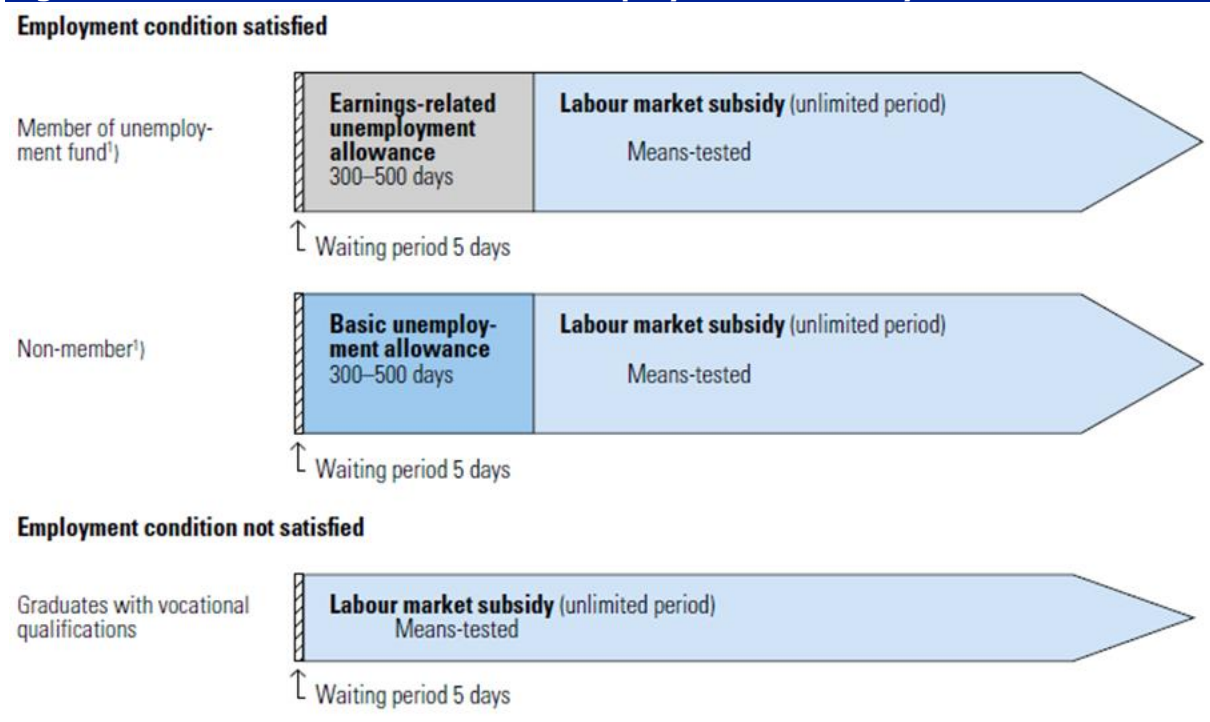 Employment condition satisfied
Member of unemploy-
ment fund¹)
Earnings-related
unemployment
allowance
300–500 days
Labour market subsidy (unlimited period)
Means-tested
Waiting period 5 days
Non-member¹)
Basic unemploy-
ment allowance
300–500 days
Labour market subsidy (unlimited period)
Means-tested
Waiting period 5 days
Employment condition not satisfied
Graduates with vocational
qualifications
Labour market subsidy (unlimited period)
Means-tested
Waiting period 5 days